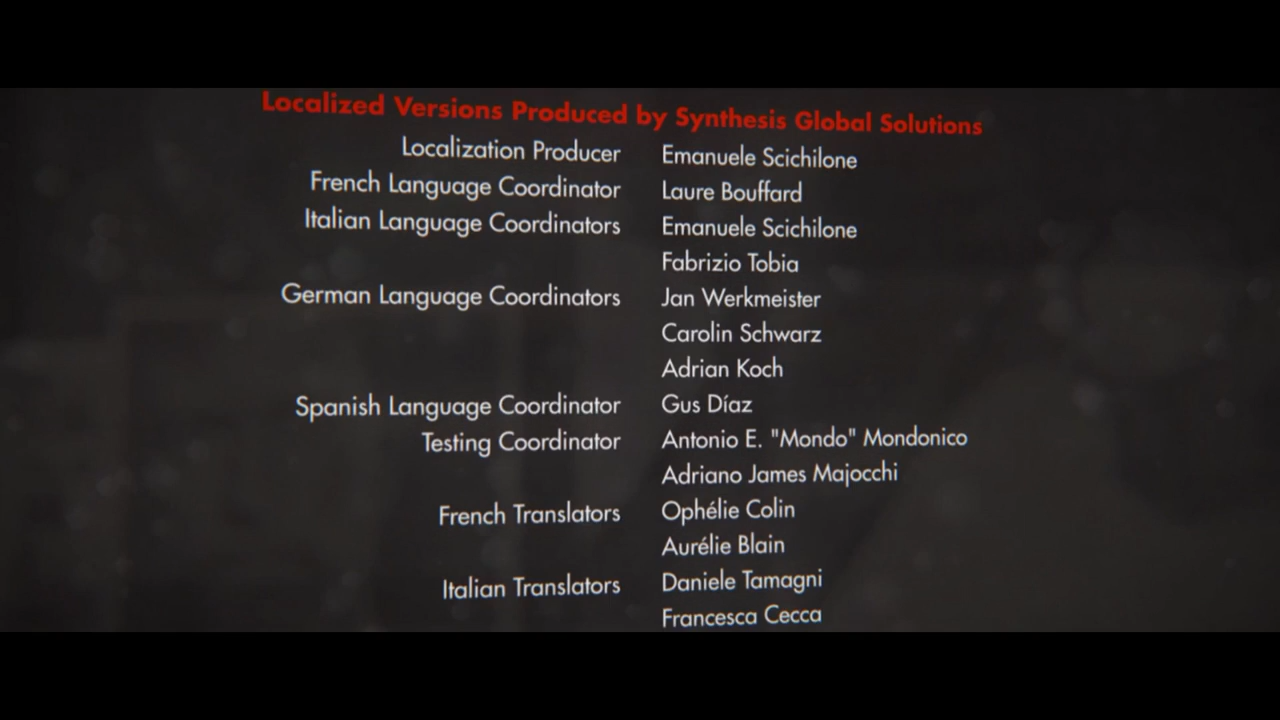 Localized Versions Produced by Synthesis Global Solutions
Localization Producer Emanuele Scichilone
French Language Coordinator Laure Bouffard
Italian Language Coordinators Emanuele Scichilone
Fabrizio Tobia
German Language Coordinators Jan Werkmeister
Carolin Schwarz
Adrian Koch
Spanish Language Coordinator Gus Díaz
Testing Coordinator Antonio E. "Mondo" Mondonico
Adriano James Majocchi
French Translators Ophélie Colin
Aurélie Blain
Italian Translators Daniele Tamagni
Francesca Cecca